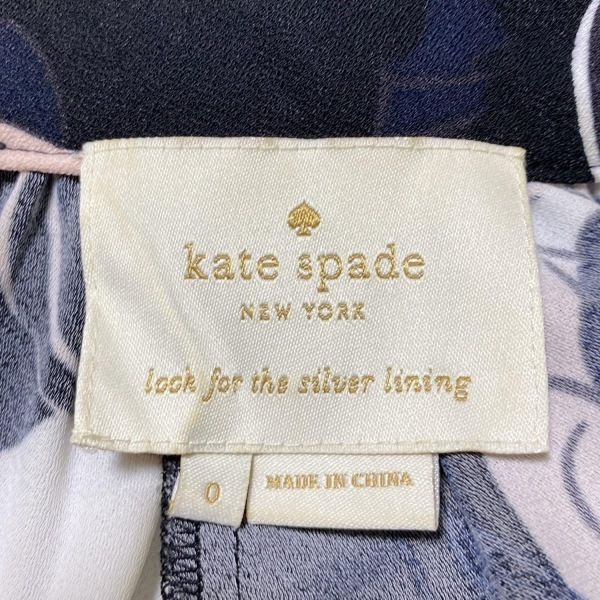 kate spade
NEW YORK
look for the silver lining
0
MADE IN CHINA